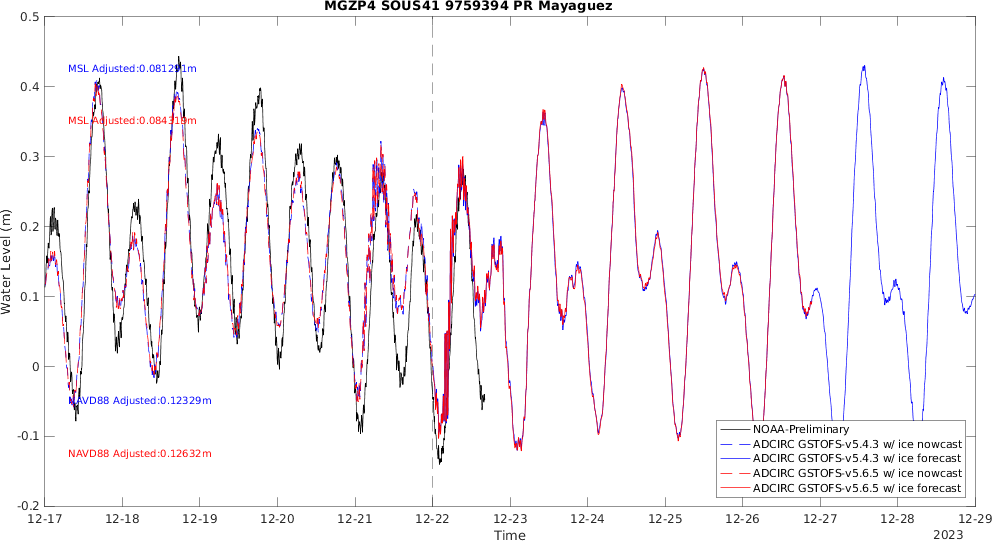 MGZP4 SOUS41 9759394 PR Mayaguez
0.5
0.4
0.3
0.2
0.1
0
-0.1
-0.2
Water Level (m)
MSL Adjusted:0.081291m
MSL Adjusted:0.084319m
NAVD88 Adjusted:0.12329m
NAVD88 Adjusted:0.12632m
NOAA-Preliminary
ADCIRC GSTOFS-v5.4.3 w/ ice nowcast
ADCIRC GSTOFS-v5.4.3 w/ ice forecast
ADCIRC GSTOFS-v5.6.5 w/ ice nowcast
ADCIRC GSTOFS-v5.6.5 w/ ice forecast
12-17 12-18 12-19 12-20 12-21 12-22 12-23 12-24 12-25 12-26 12-27 12-28 12-29
Time
2023